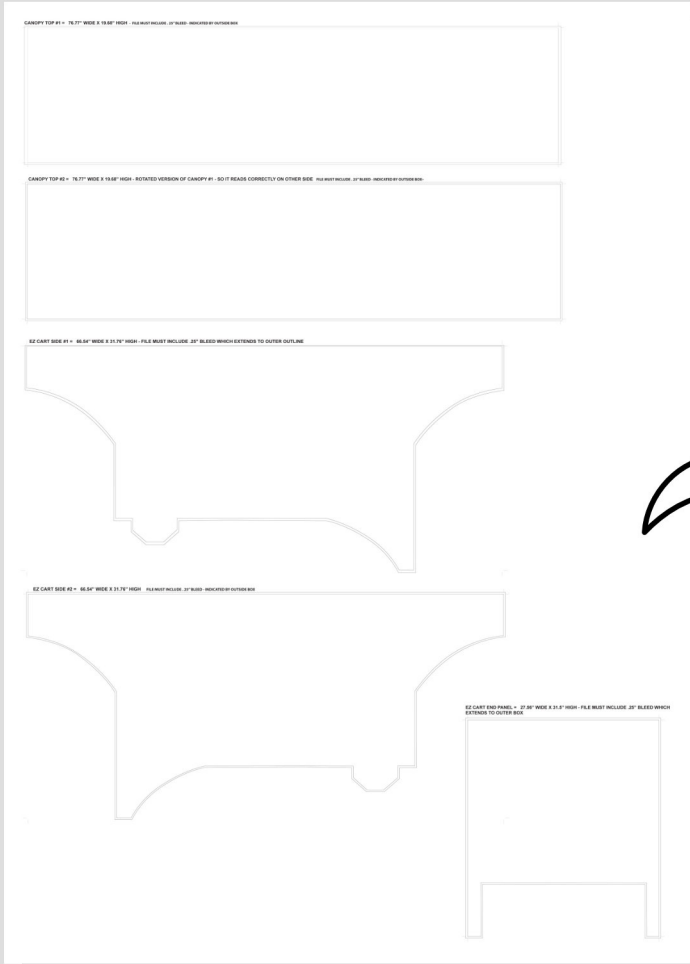 CANOPY TOP #1 = 76.77" WIDE X 19.68" HIGH - FILE MUST INCLUDE .25" BLEED - INDICATED BY OUTSIDE BOX
CANOPY TOP #2 = 76.77" WIDE X 19.68" HIGH - ROTATED VERSION OF CANOPY #1 - SO IT READS CORRECTLY ON OTHER SIDE FILE MUST INCLUDE .25" BLEED - INDICATED BY OUTSIDE BOX-
EZ CART SIDE #1 = 66.54" WIDE X 31.76" HIGH - FILE MUST INCLUDE .25" BLEED WHICH EXTENDS TO OUTER OUTLINE
EZ CART SIDE #2 = 66.54" WIDE X 31.76" HIGH FILE MUST INCLUDE .25" BLEED - INDICATED BY OUTSIDE BOX
EZ CART END PANEL = 27.56" WIDE X 31.5" HIGH - FILE MUST INCLUDE .25" BLEED WHICH
EXTENDS TO OUTER BOX